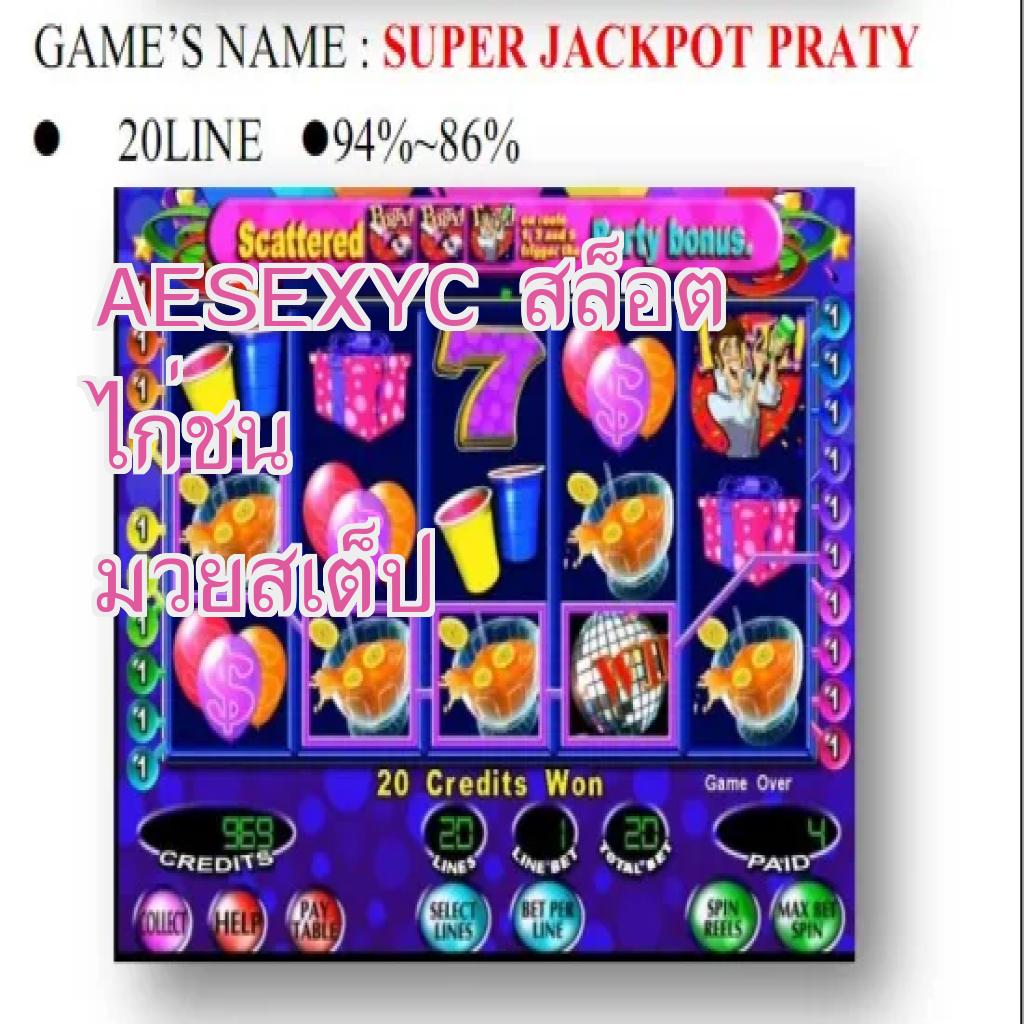 GAME'S NAME : SUPER JACKPOT PRATY
● 20LINE ●94%~86%
Scattered
Party bonus.
AESEXYC สล็อต
ไก่ชน
มวยสเต็ป
7
$
$
1
20 Credits Won
Game Over
969
20
1
20
4
CREDITS
LINES
LINE BET
TOTAL BET
PAID
COLLECT
HELP
PAY TABLE
SELECT LINES
BET PER LINE
SPIN REELS
MAX BET SPIN